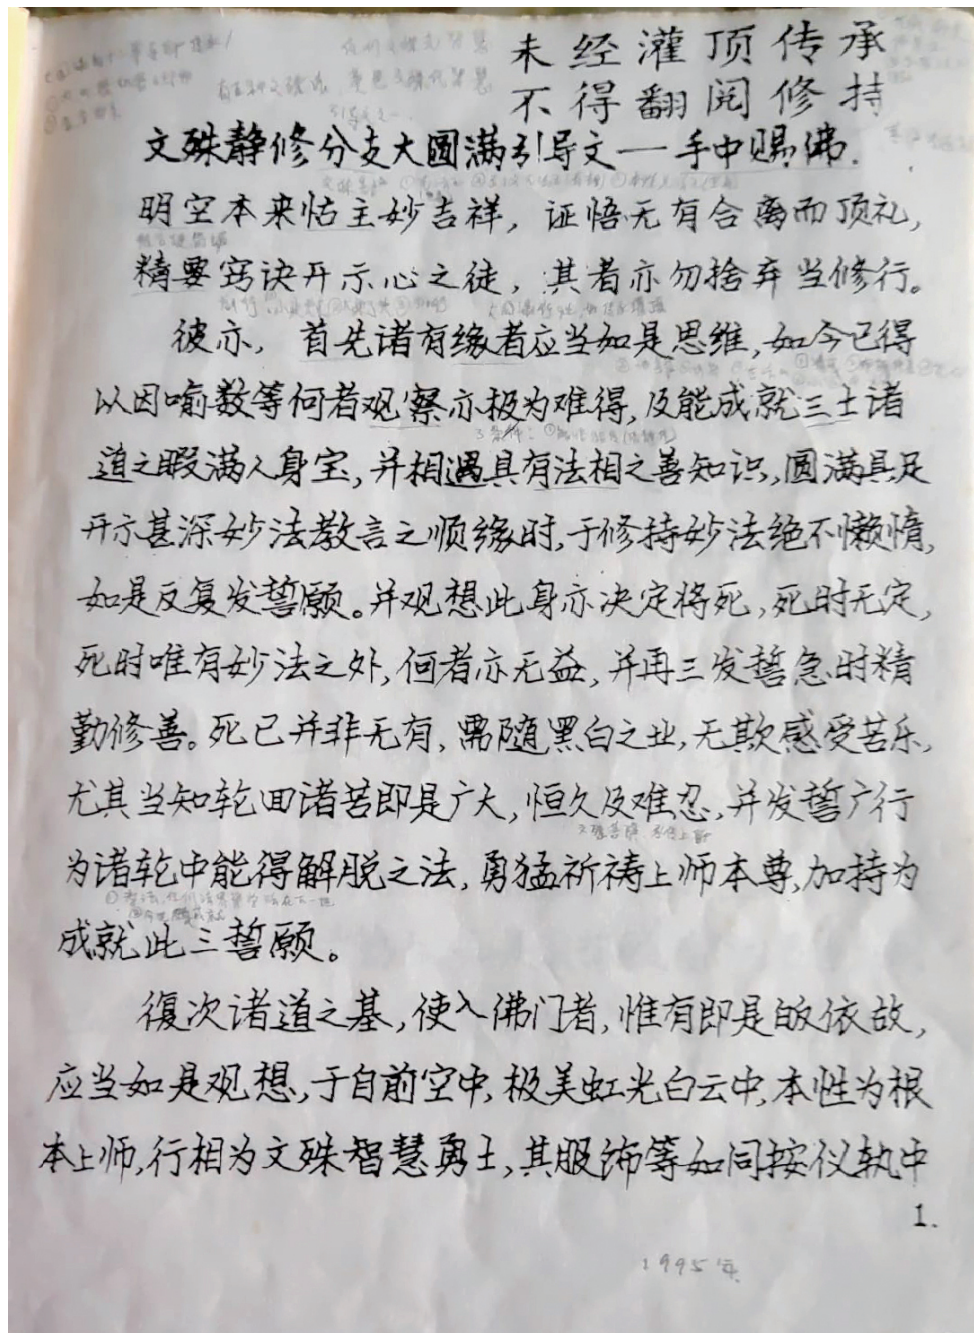 未经灌顶传承
不得翻阅修持
文殊静修分支大圆满引导文——手中赐佛.
明空本来怙主妙吉祥，证悟无有合离而顶礼，
精要窍诀开示心之徒，其者亦勿捨弃当修行。
彼亦，首先诸有缘者应当如是思维，如今已得
以因喻数等何者观察亦极为难得，及能成就三士诸
道之暇满人身宝，并相遇具有法相之善知识，圆满具足
开示甚深妙法教言之顺缘时，于修持妙法绝不懒惰，
如是反复发誓愿。并观想此身亦决定将死，死时无定，
死时唯有妙法之外，何者亦无益，并再三发誓急时精
勤修善。死已并非无有，需随黑白之业，无欺感受苦乐，
尤其当知轮回诸苦即是广大，恒久及难忍，并发誓广行
为诸轮中能得解脱之法，勇猛祈祷上师本尊，加持为
成就此三誓愿。
復次诸道之基，使入佛门者，惟有即是皈依故，
应当如是观想，于自前空中，极美虹光白云中，本性为根
本上师，行相为文殊智慧勇士，其服饰等如同按仪轨中
1.
1995年